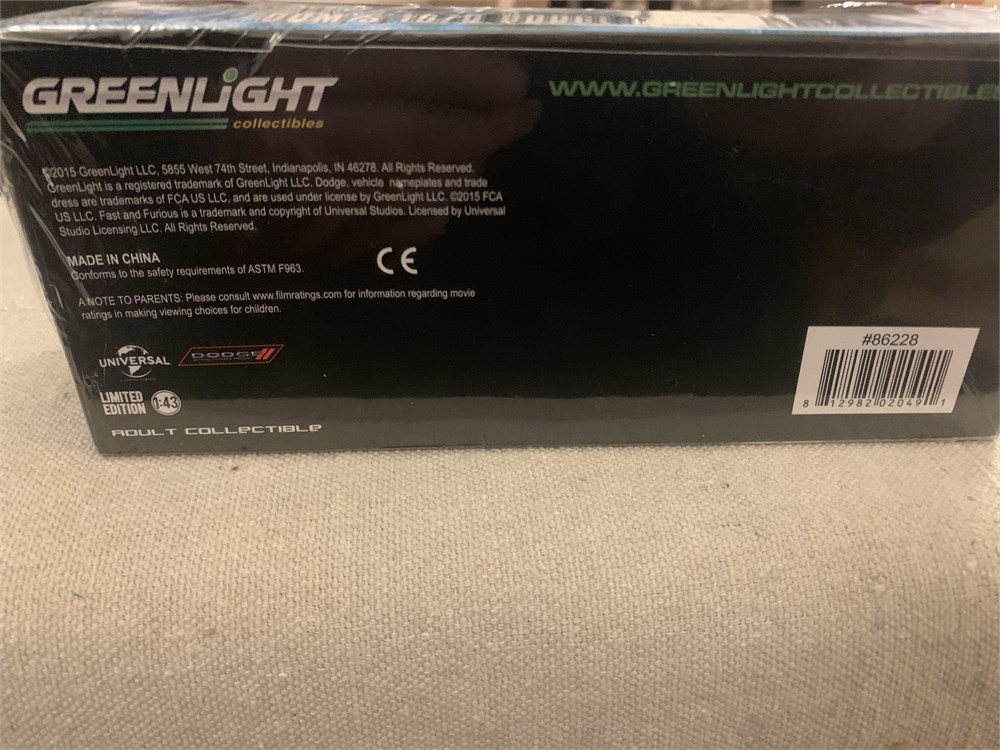 DOM'S 1970 DODGE
GREENLIGHT
collectibles
WWW.GREENLIGHTCOLLECTIBLES
©2015 GreenLight LLC, 5855 West 74th Street, Indianapolis, IN 46278. All Rights Reserved.
GreenLight is a registered trademark of GreenLight LLC. Dodge, vehicle nameplates and trade
dress are trademarks of FCA US LLC, and are used under license by GreenLight LLC. ©2015 FCA
US LLC. Fast and Furious is a trademark and copyright of Universal Studios. Licensed by Universal
Studio Licensing LLC. All Rights Reserved.
MADE IN CHINA
Conforms to the safety requirements of ASTM F963.
CE
A NOTE TO PARENTS: Please consult www.filmratings.com for information regarding movie
ratings in making viewing choices for children.
UNIVERSAL
DODGE
LIMITED
EDITION
1:43
ADULT COLLECTIBLE
#86228
8 12982 02049 1